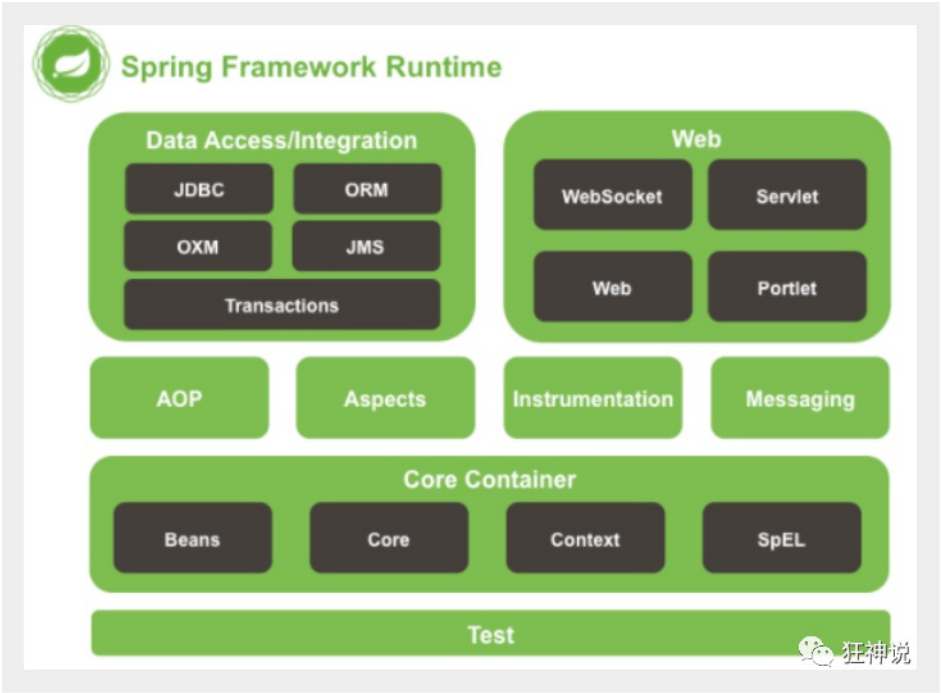 Spring Framework Runtime
Data Access/Integration
JDBC
ORM
OXM
JMS
Transactions
Web
WebSocket
Servlet
Web
Portlet
AOP
Aspects
Instrumentation
Messaging
Core Container
Beans
Core
Context
SpEL
Test
狂神说